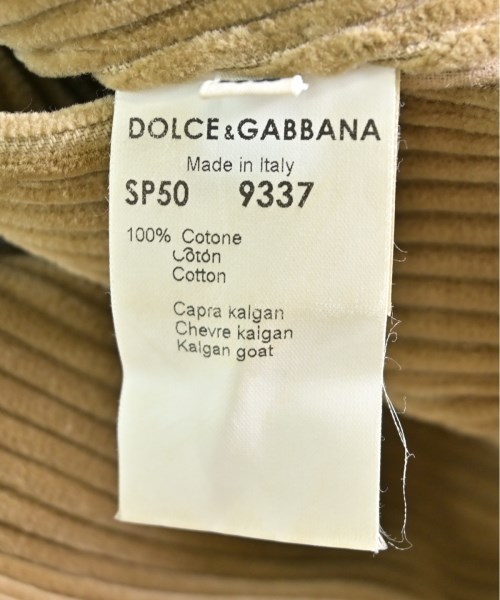 DOLCE&GABBANA
Made in Italy
SP50 9337
100% Cotone
Cotón
Cotton
Capra kalgan
Chevre kalgan
Kalgan goat